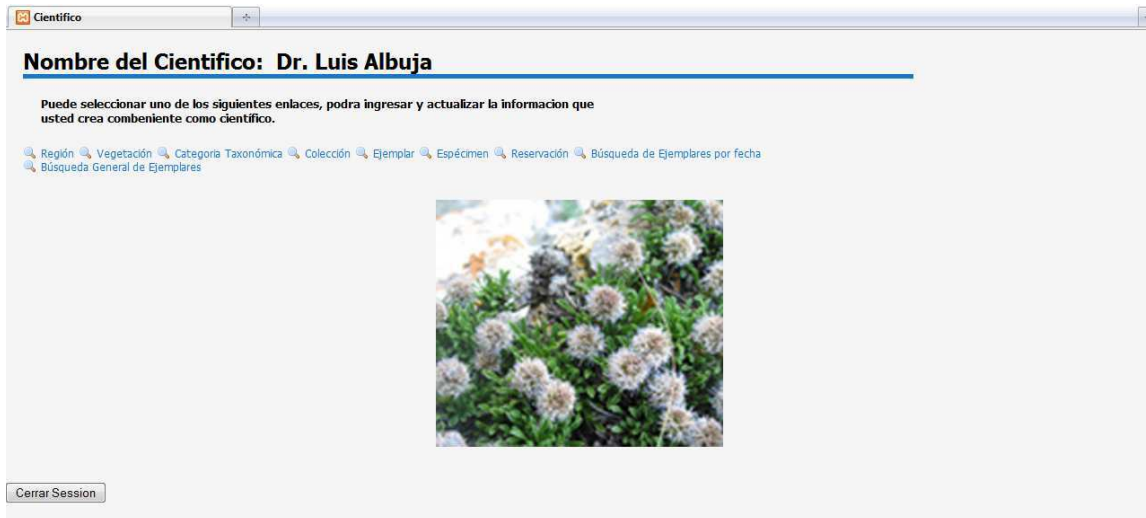 Cientifico
Nombre del Cientifico: Dr. Luis Albuja
Puede seleccionar uno de los siguientes enlaces, podra ingresar y actualizar la informacion que
usted crea combeniente como científico.
Región Vegetación Categoria Taxonómica Colección Ejemplar Espécimen Reservación Búsqueda de Ejemplares por fecha
Búsqueda General de Ejemplares
Cerrar Session